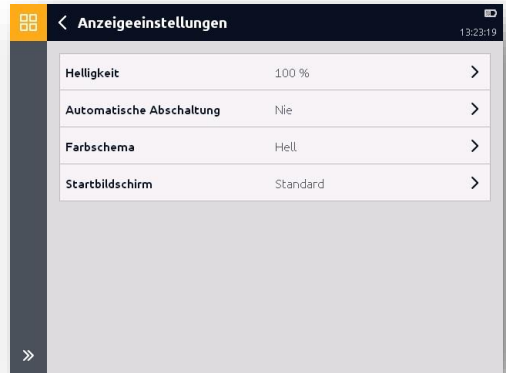 Anzeigeeinstellungen
13:23:19
Helligkeit 100 %
Automatische Abschaltung Nie
Farbschema Hell
Startbildschirm Standard